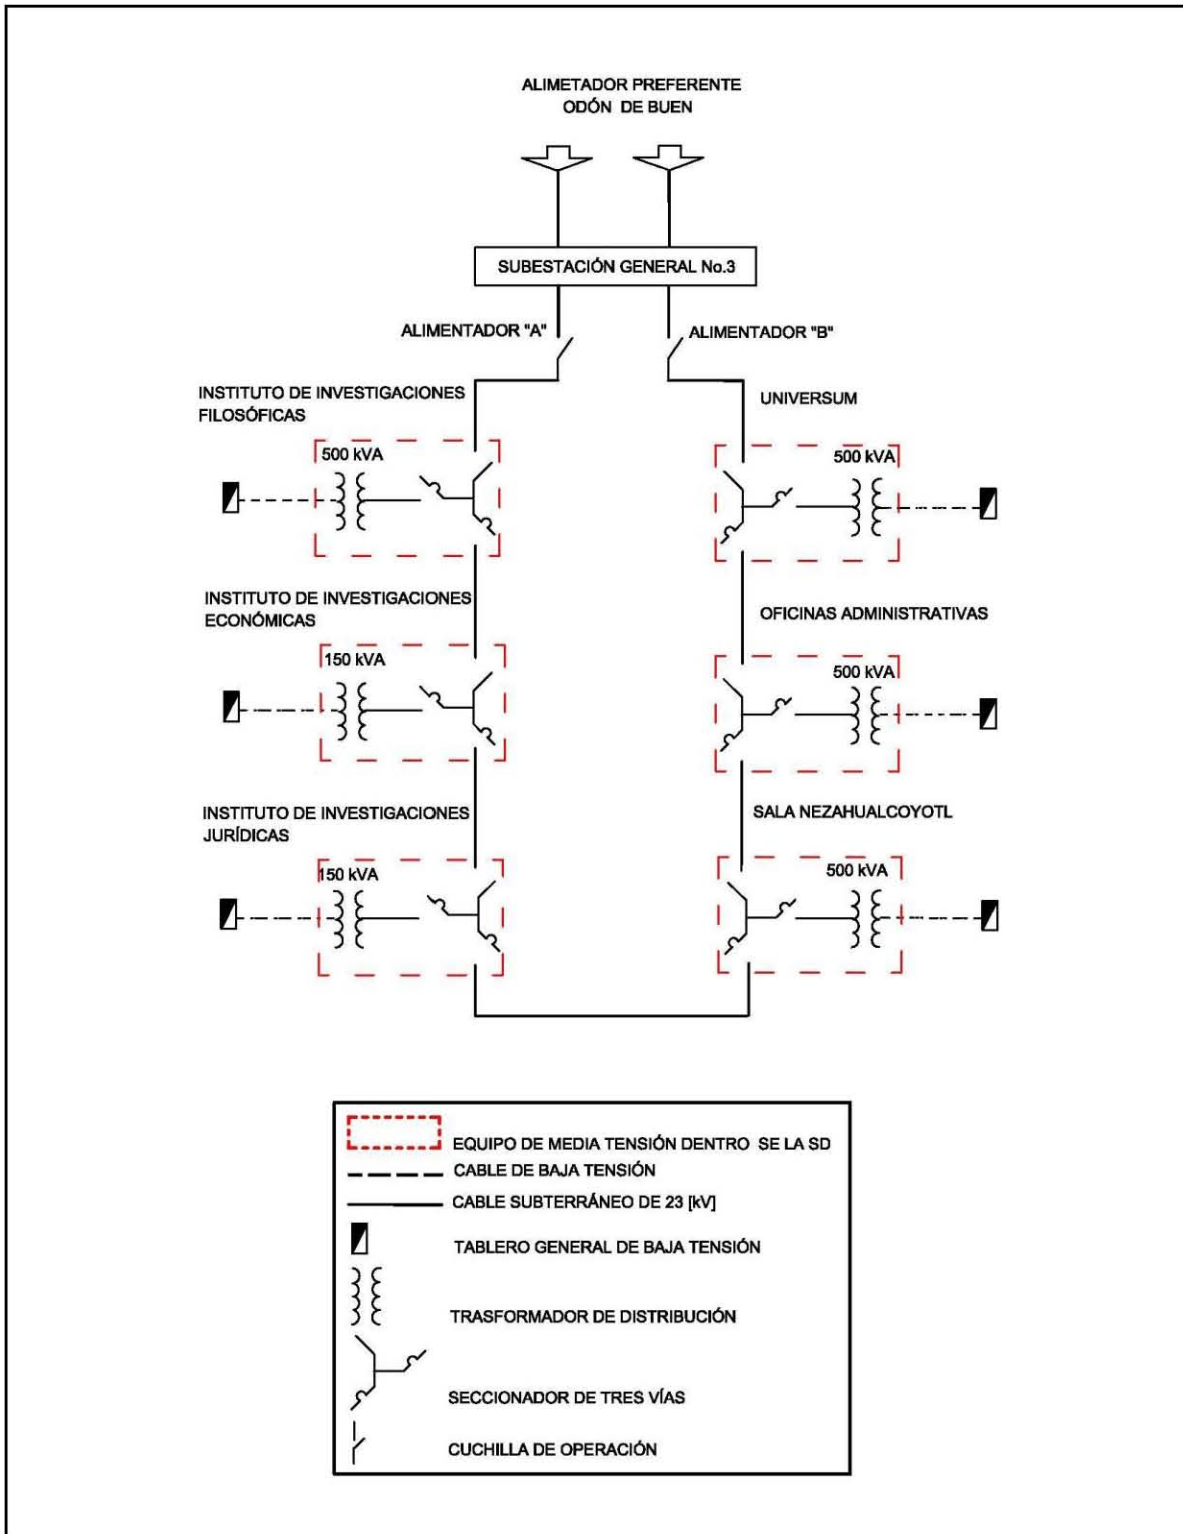 ALIMETADOR PREFERENTE
ODÓN DE BUEN
SUBESTACIÓN GENERAL No.3
ALIMENTADOR "A"
ALIMENTADOR "B"
INSTITUTO DE INVESTIGACIONES
FILOSÓFICAS
500 kVA
UNIVERSUM
500 kVA
INSTITUTO DE INVESTIGACIONES
ECONÓMICAS
150 kVA
OFICINAS ADMINISTRATIVAS
500 kVA
INSTITUTO DE INVESTIGACIONES
JURÍDICAS
150 kVA
SALA NEZAHUALCOYOTL
500 kVA
EQUIPO DE MEDIA TENSIÓN DENTRO SE LA SD
CABLE DE BAJA TENSIÓN
CABLE SUBTERRÁNEO DE 23 [kV]
TABLERO GENERAL DE BAJA TENSIÓN
TRASFORMADOR DE DISTRIBUCIÓN
SECCIONADOR DE TRES VÍAS
CUCHILLA DE OPERACIÓN